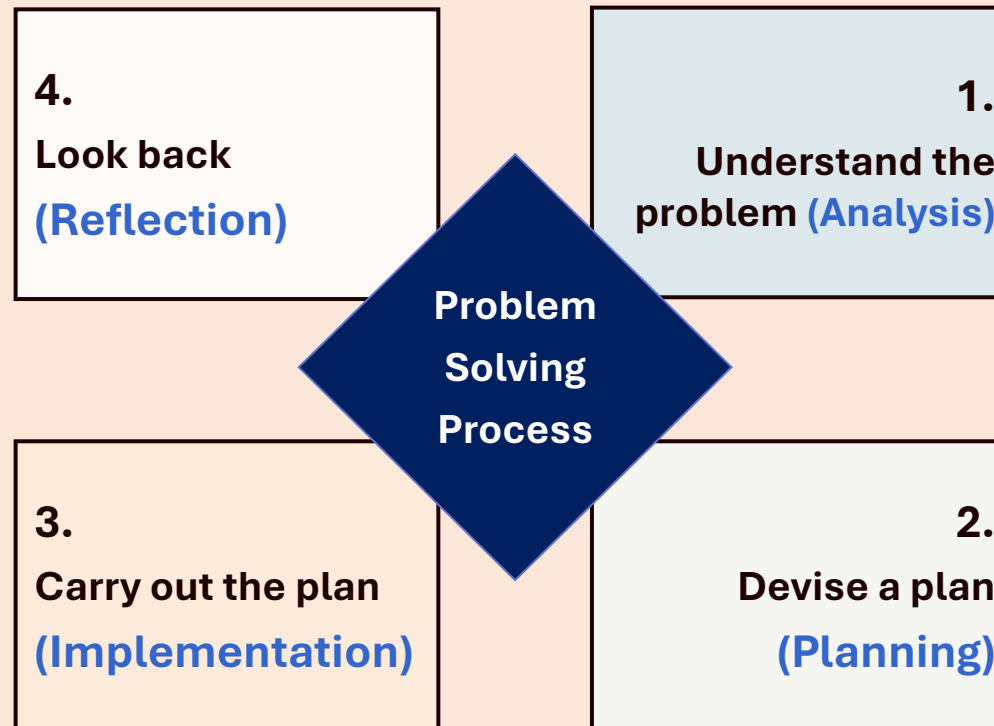 4.
Look back
(Reflection)
1.
Understand the
problem (Analysis)
Problem
Solving
Process
3.
Carry out the plan
(Implementation)
2.
Devise a plan
(Planning)